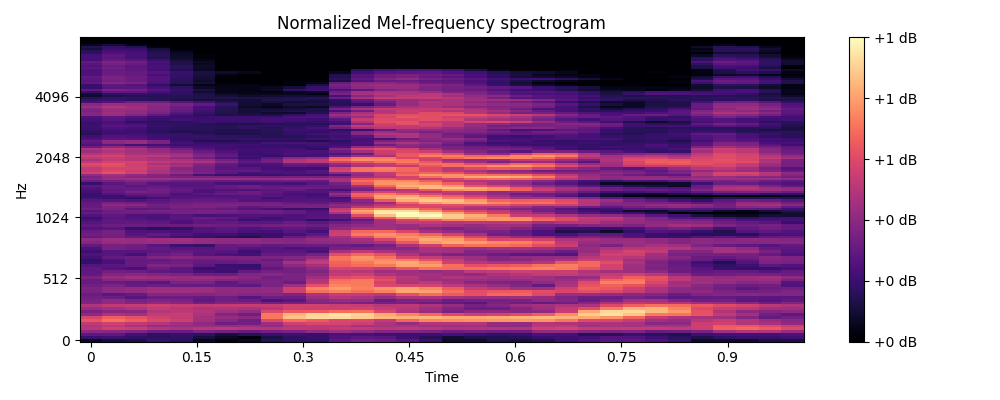 Normalized Mel-frequency spectrogram
+1 dB
4096
+1 dB
2048
+1 dB
Hz
1024
+0 dB
512
+0 dB
0
+0 dB
0 0.15 0.3 0.45 0.6 0.75 0.9
Time